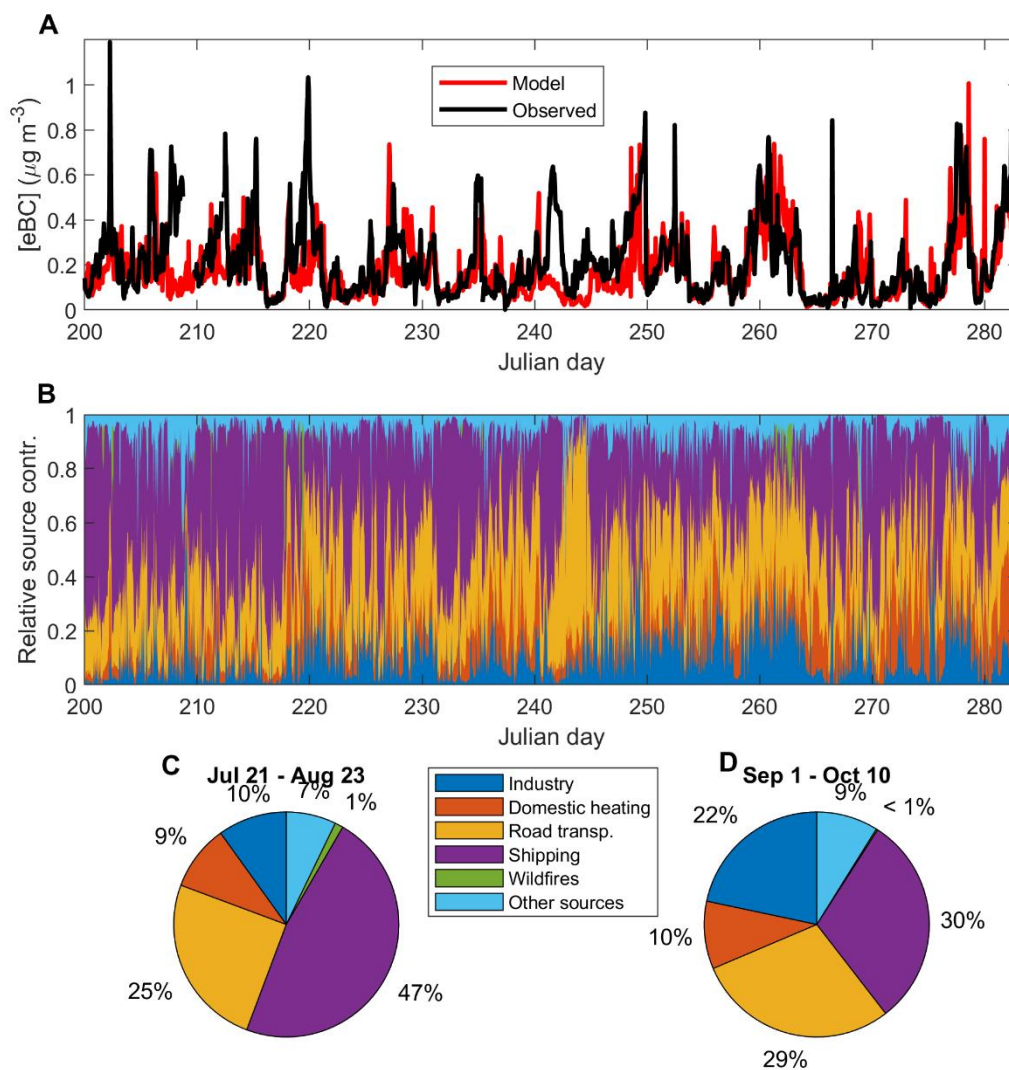 A
1
0.8
0.6
0.4
0.2
0
[eBC] (μg m⁻³)
Model
Observed
200 210 220 230 240 250 260 270 280
Julian day
B
1
0.8
0.6
0.4
0.2
0
Relative source contr.
200 210 220 230 240 250 260 270 280
Julian day
C
Jul 21 - Aug 23
10%
7%
1%
9%
25%
47%
Industry
Domestic heating
Road transp.
Shipping
Wildfires
Other sources
D
Sep 1 - Oct 10
22%
9%
< 1%
10%
30%
29%